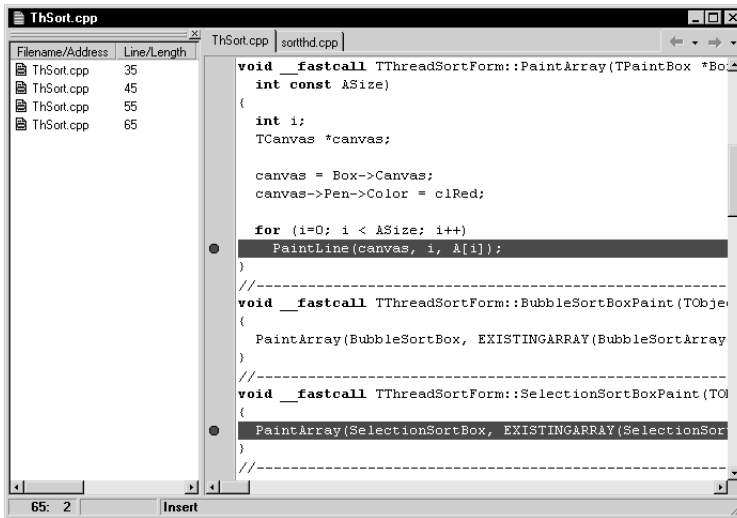 ThSort.cpp
Filename/Address Line/Length
ThSort.cpp 35
ThSort.cpp 45
ThSort.cpp 55
ThSort.cpp 65
ThSort.cpp sortthd.cpp
void __fastcall TThreadSortForm::PaintArray(TPaintBox *Bo
int const ASize)
{
int i;
TCanvas *canvas;
canvas = Box->Canvas;
canvas->Pen->Color = clRed;
for (i=0; i < ASize; i++)
PaintLine(canvas, i, A[i]);
}
//----------------------------------------------------
void __fastcall TThreadSortForm::BubbleSortBoxPaint(TObje
{
PaintArray(BubbleSortBox, EXISTINGARRAY(BubbleSortArray
}
//----------------------------------------------------
void __fastcall TThreadSortForm::SelectionSortBoxPaint(TO
{
PaintArray(SelectionSortBox, EXISTINGARRAY(SelectionSor
}
//----------------------------------------------------
65: 2 Insert